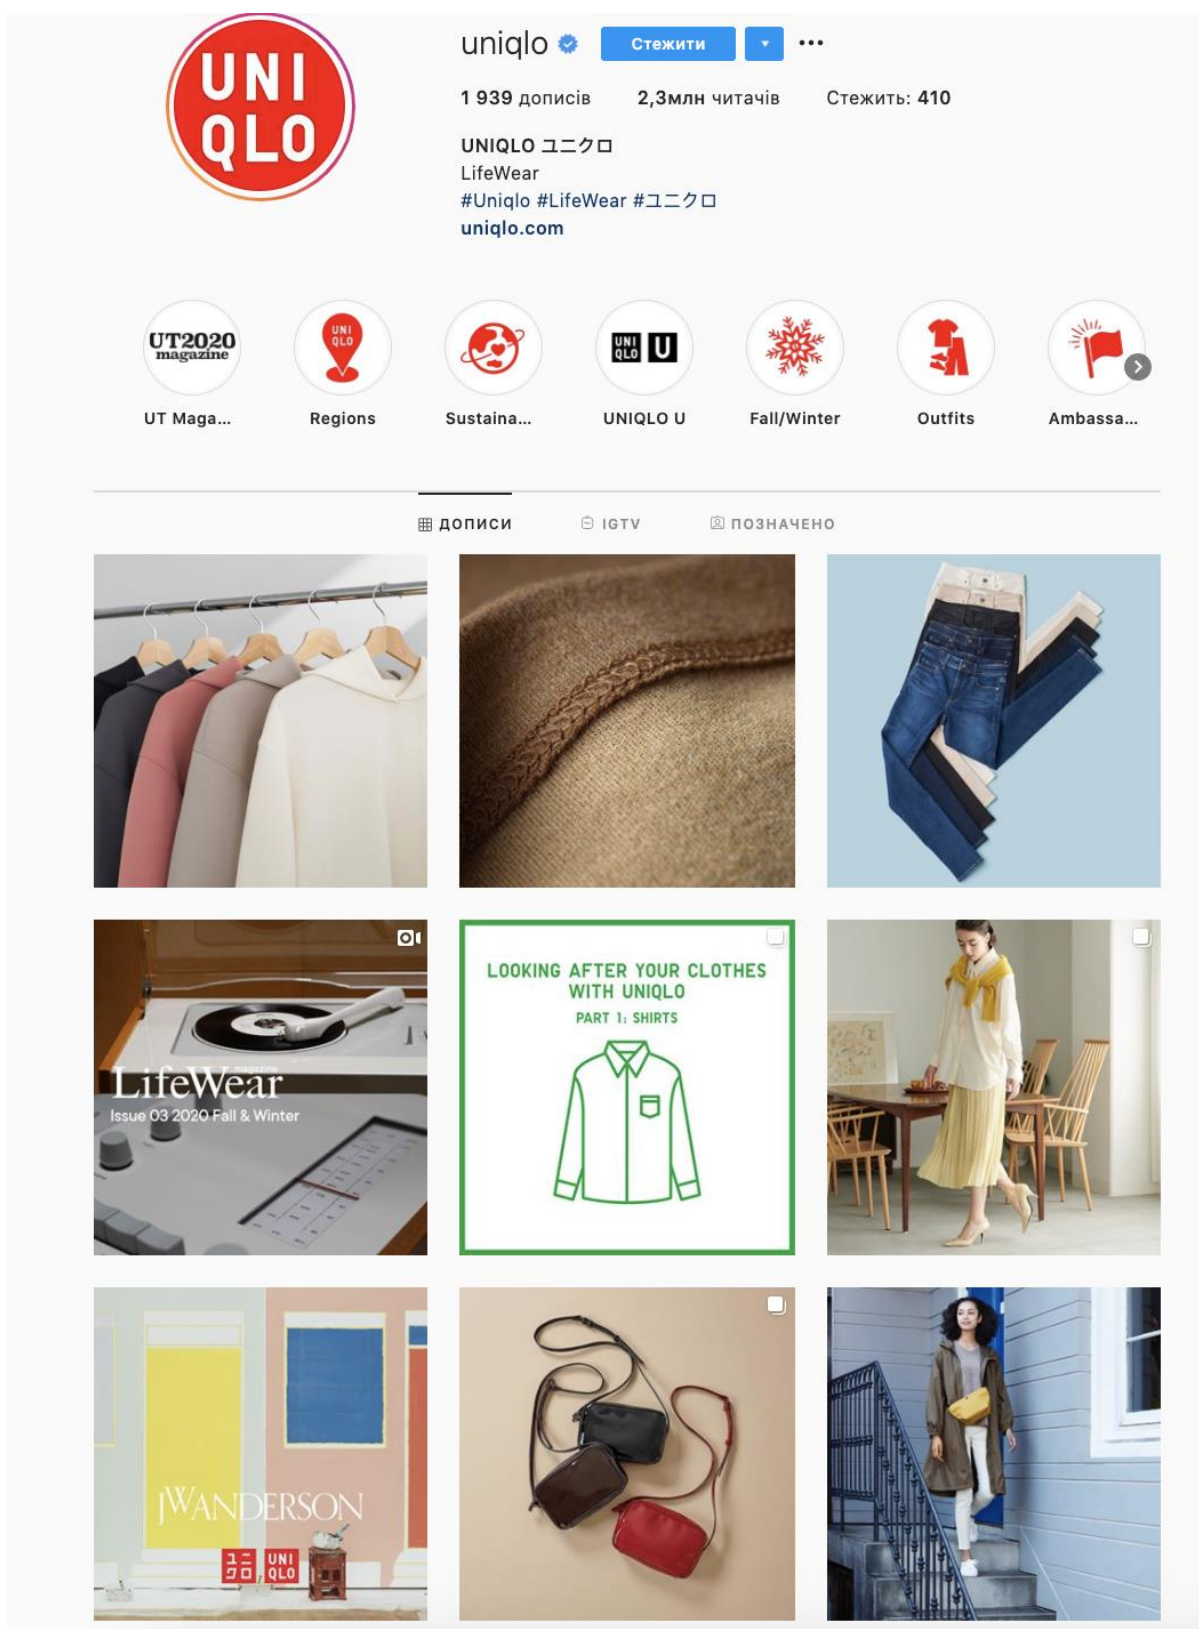 UNI
QLO
uniqlo
Стежити
1 939 дописів 2,3млн читачів Стежить: 410
UNIQLO ユニクロ
LifeWear
#Uniqlo #LifeWear #ユニクロ
uniqlo.com
UT2020
magazine
UNI
QLO
UNI
QLO
U
UT Maga...
Regions
Sustaina...
UNIQLO U
Fall/Winter
Outfits
Ambassa...
ДОПИСИ
IGTV
ПОЗНАЧЕНО
magazine
LifeWear
Issue 03 2020 Fall & Winter
LOOKING AFTER YOUR CLOTHES
WITH UNIQLO
PART 1: SHIRTS
JWANDERSON
ユニ
クロ
UNI
QLO